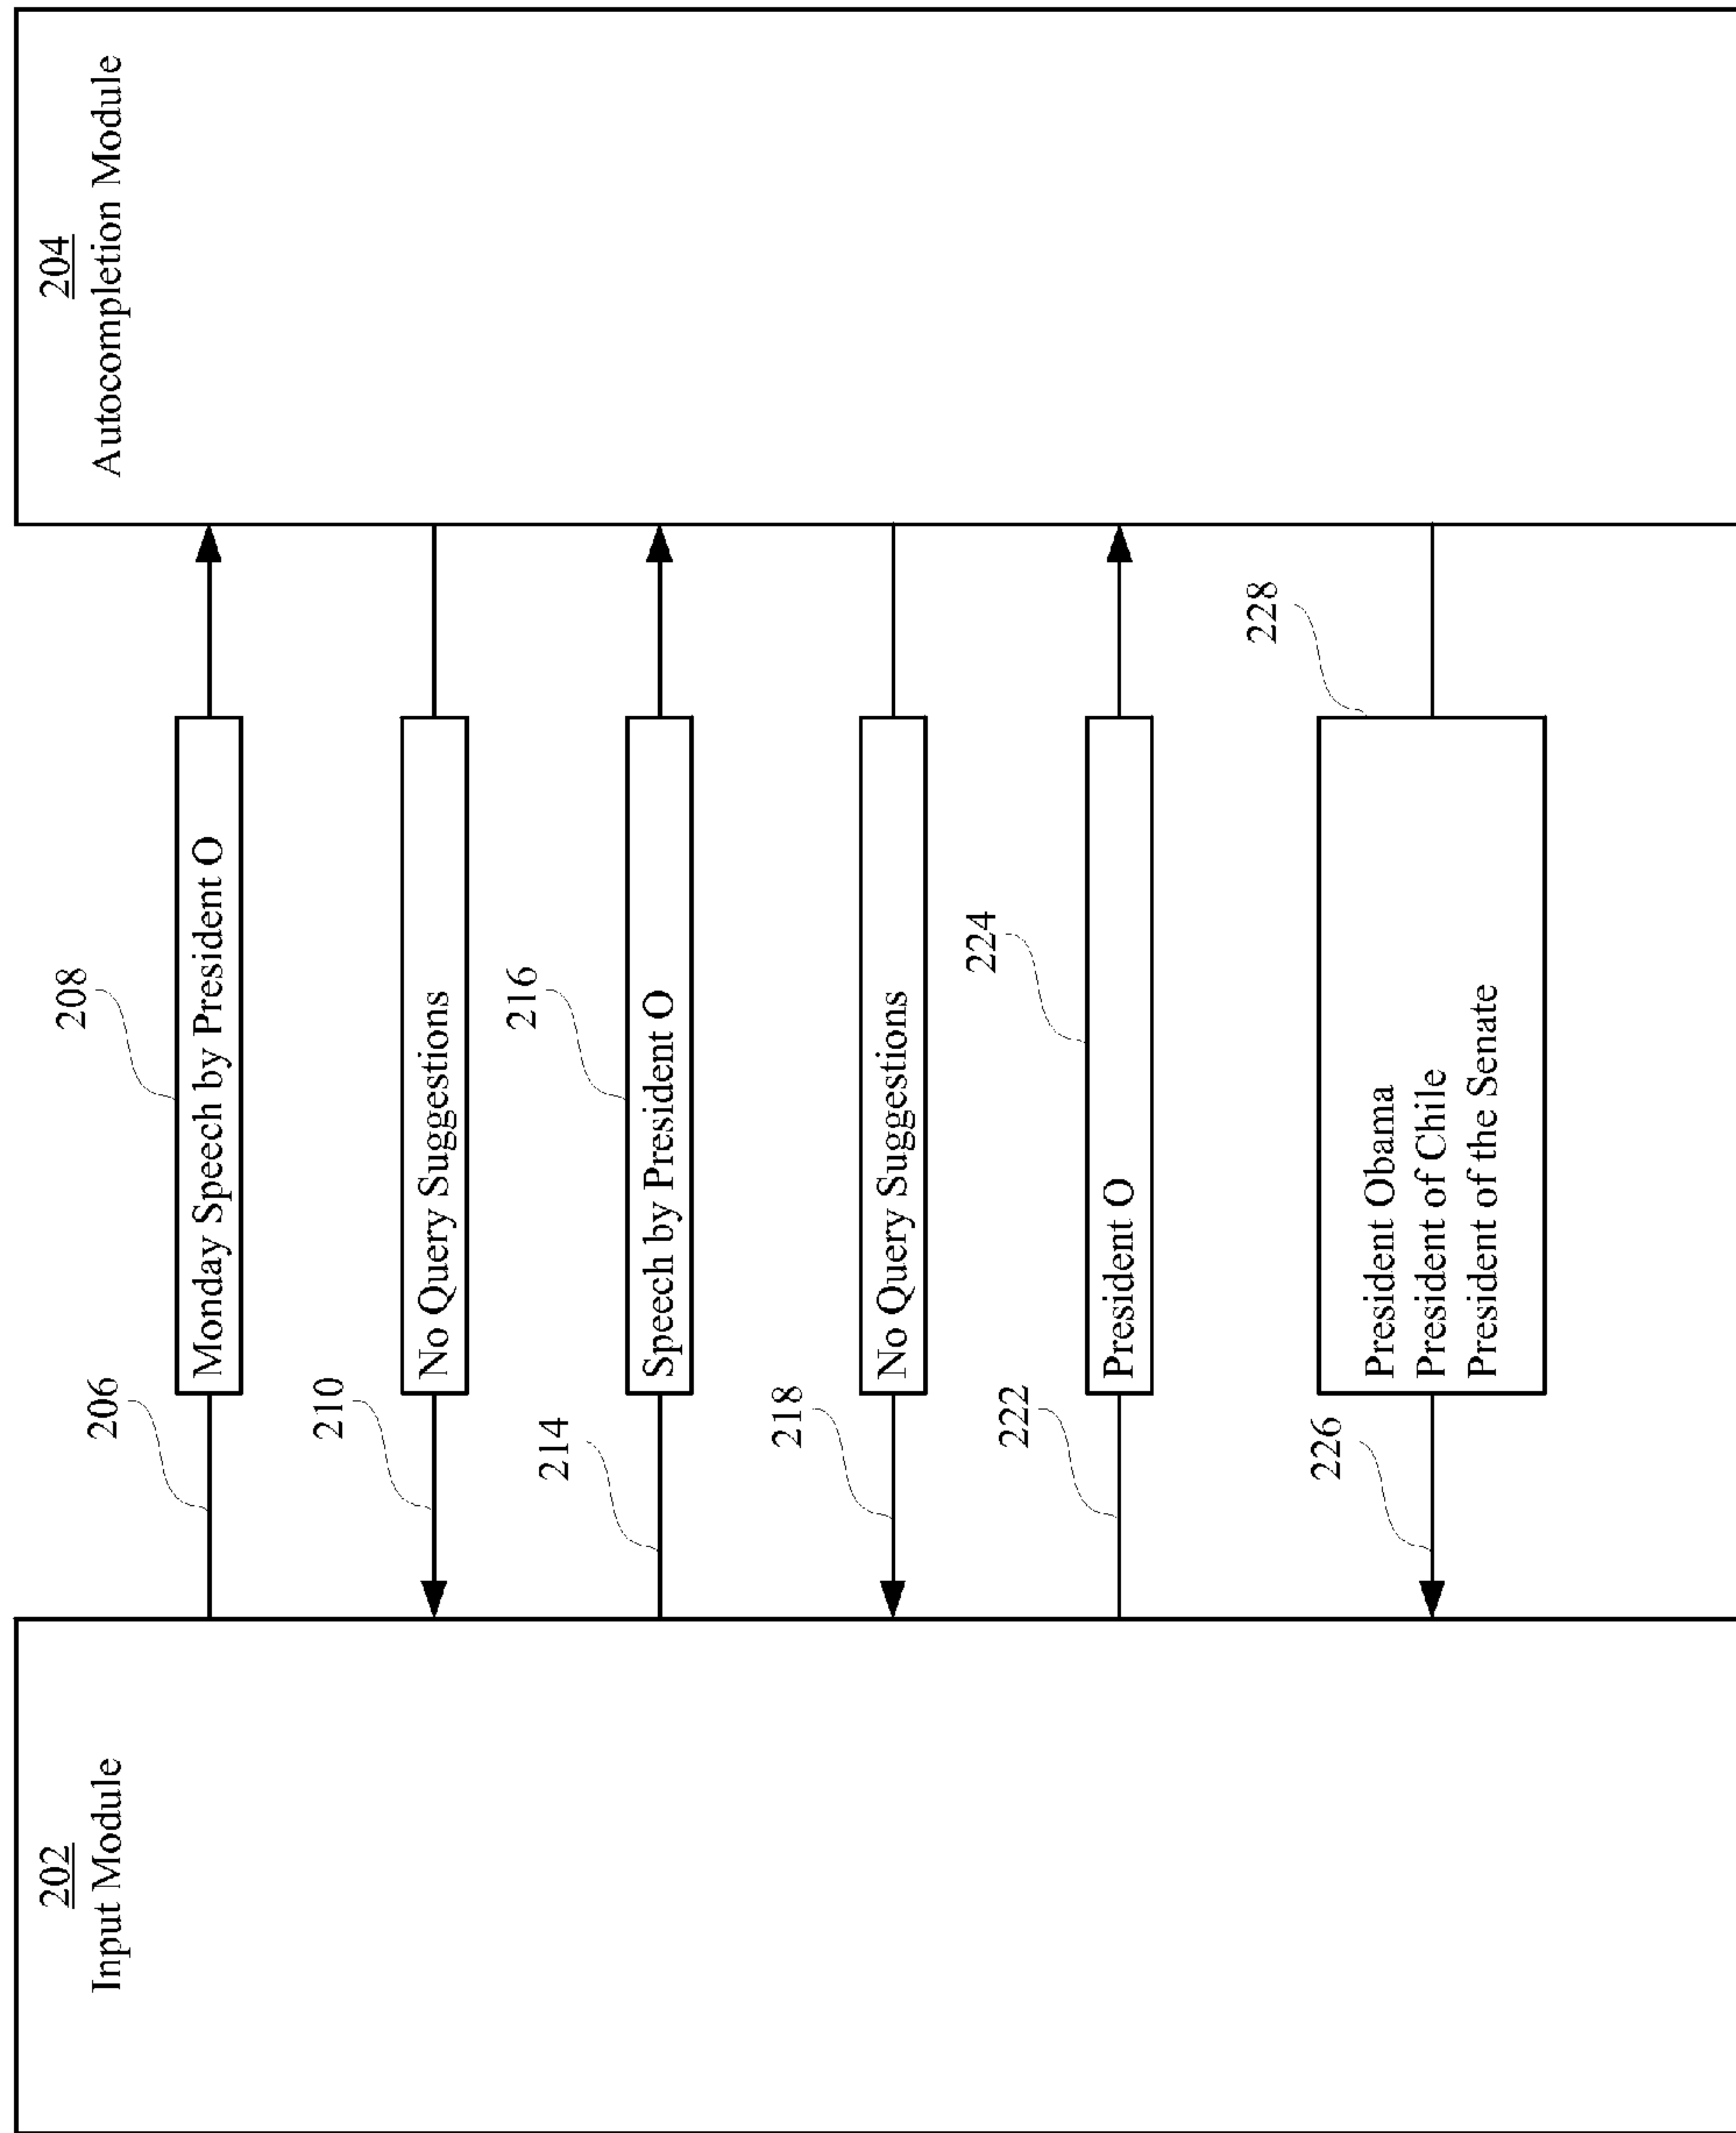 202
Input Module
204
Autocompletion Module
206
208
Monday Speech by President O
210
No Query Suggestions
214
216
Speech by President O
218
No Query Suggestions
222
224
President O
226
228
President Obama
President of Chile
President of the Senate